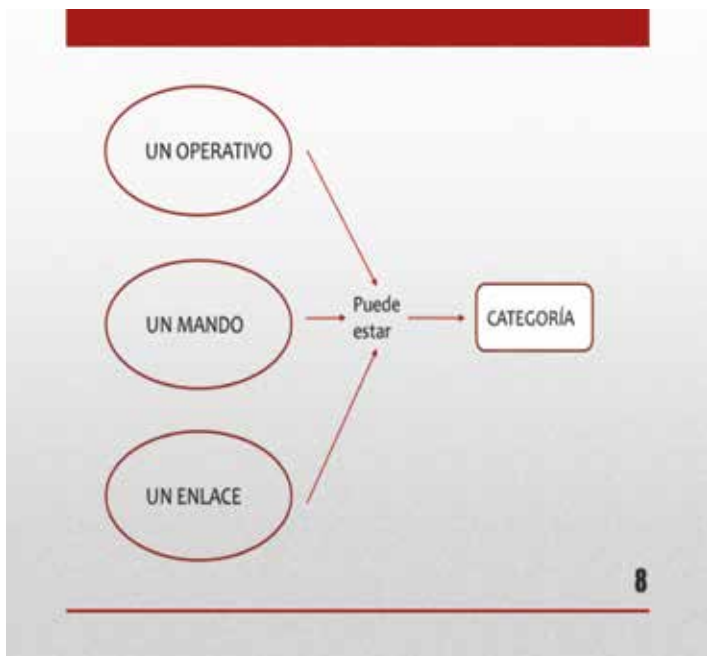 UN OPERATIVO
UN MANDO
Puede
estar
CATEGORÍA
UN ENLACE
8